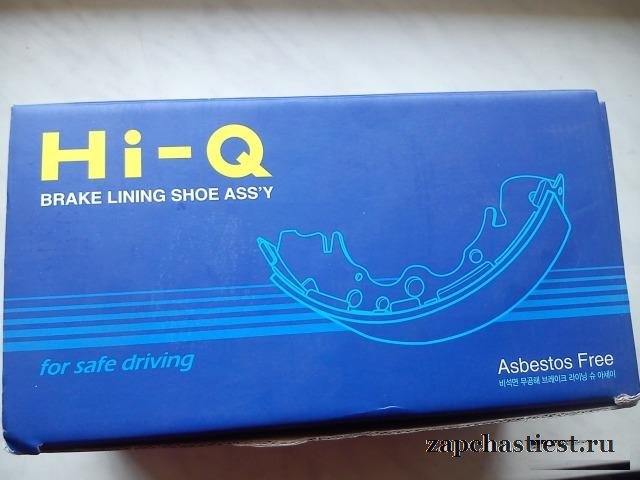 Hi-Q
BRAKE LINING SHOE ASS'Y
for safe driving
Asbestos Free
비석면 무공해 브레이크 라이닝 슈 아세이
zapchastiest.ru